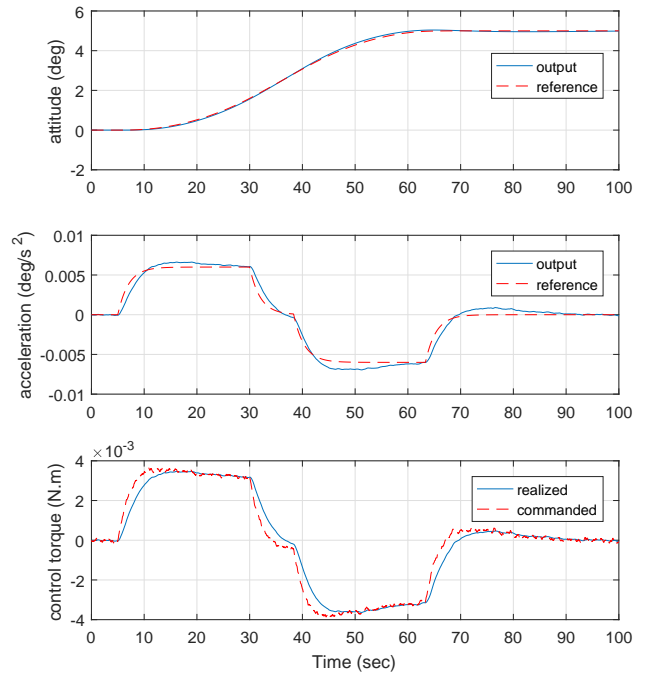 6
4
2
0
-2
attitude (deg)
output
reference
0 10 20 30 40 50 60 70 80 90 100
0.01
0.005
0
-0.005
-0.01
acceleration (deg/s²)
output
reference
0 10 20 30 40 50 60 70 80 90 100
×10⁻³
4
2
0
-2
-4
control torque (N.m)
realized
commanded
0 10 20 30 40 50 60 70 80 90 100
Time (sec)